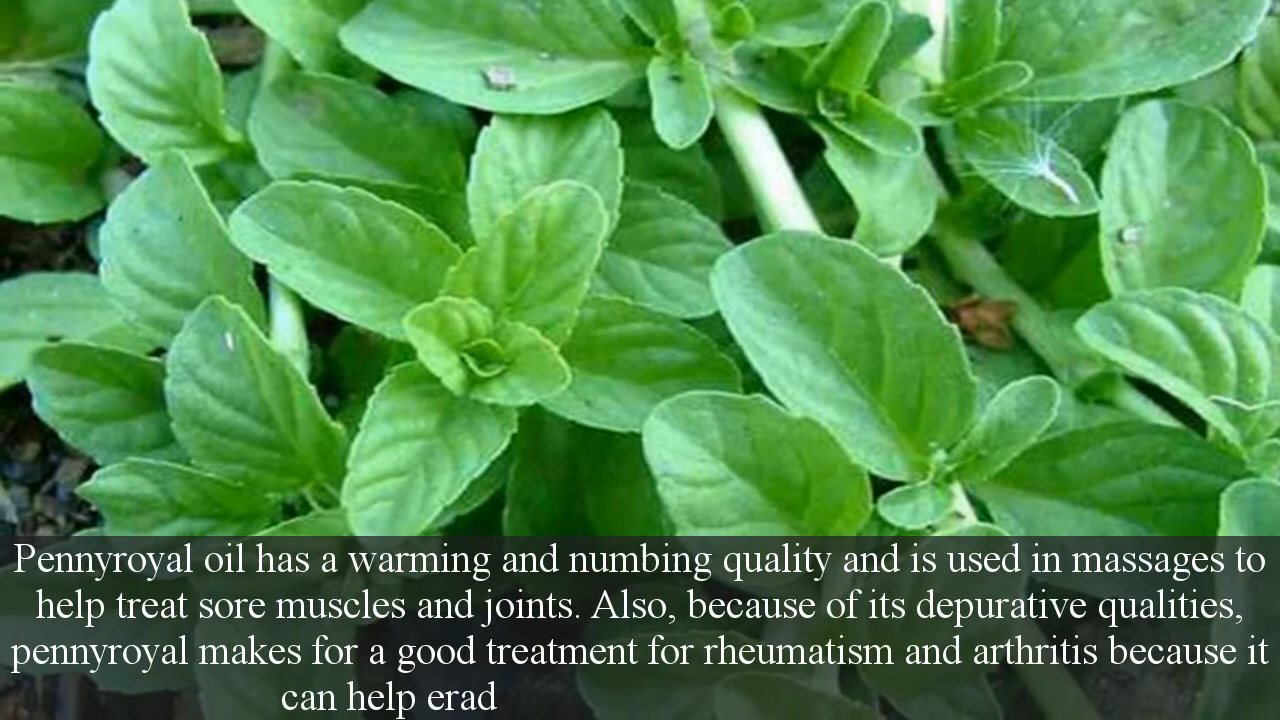 Pennyroyal oil has a warming and numbing quality and is used in massages to
help treat sore muscles and joints. Also, because of its depurative qualities,
pennyroyal makes for a good treatment for rheumatism and arthritis because it
can help erad